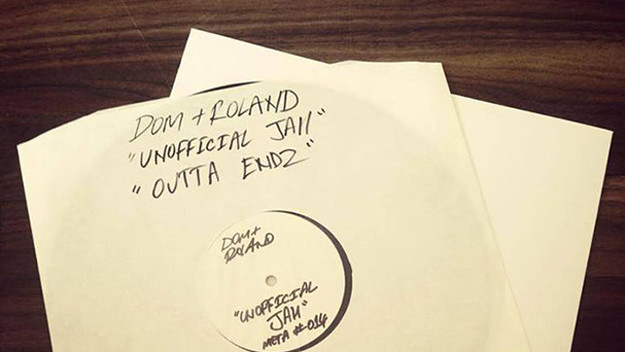 DOM + ROLAND
"UNOFFICIAL JAM"
"OUTTA ENDZ"
DOM +
ROLAND
"UNOFFICIAL
JAM"
META #014